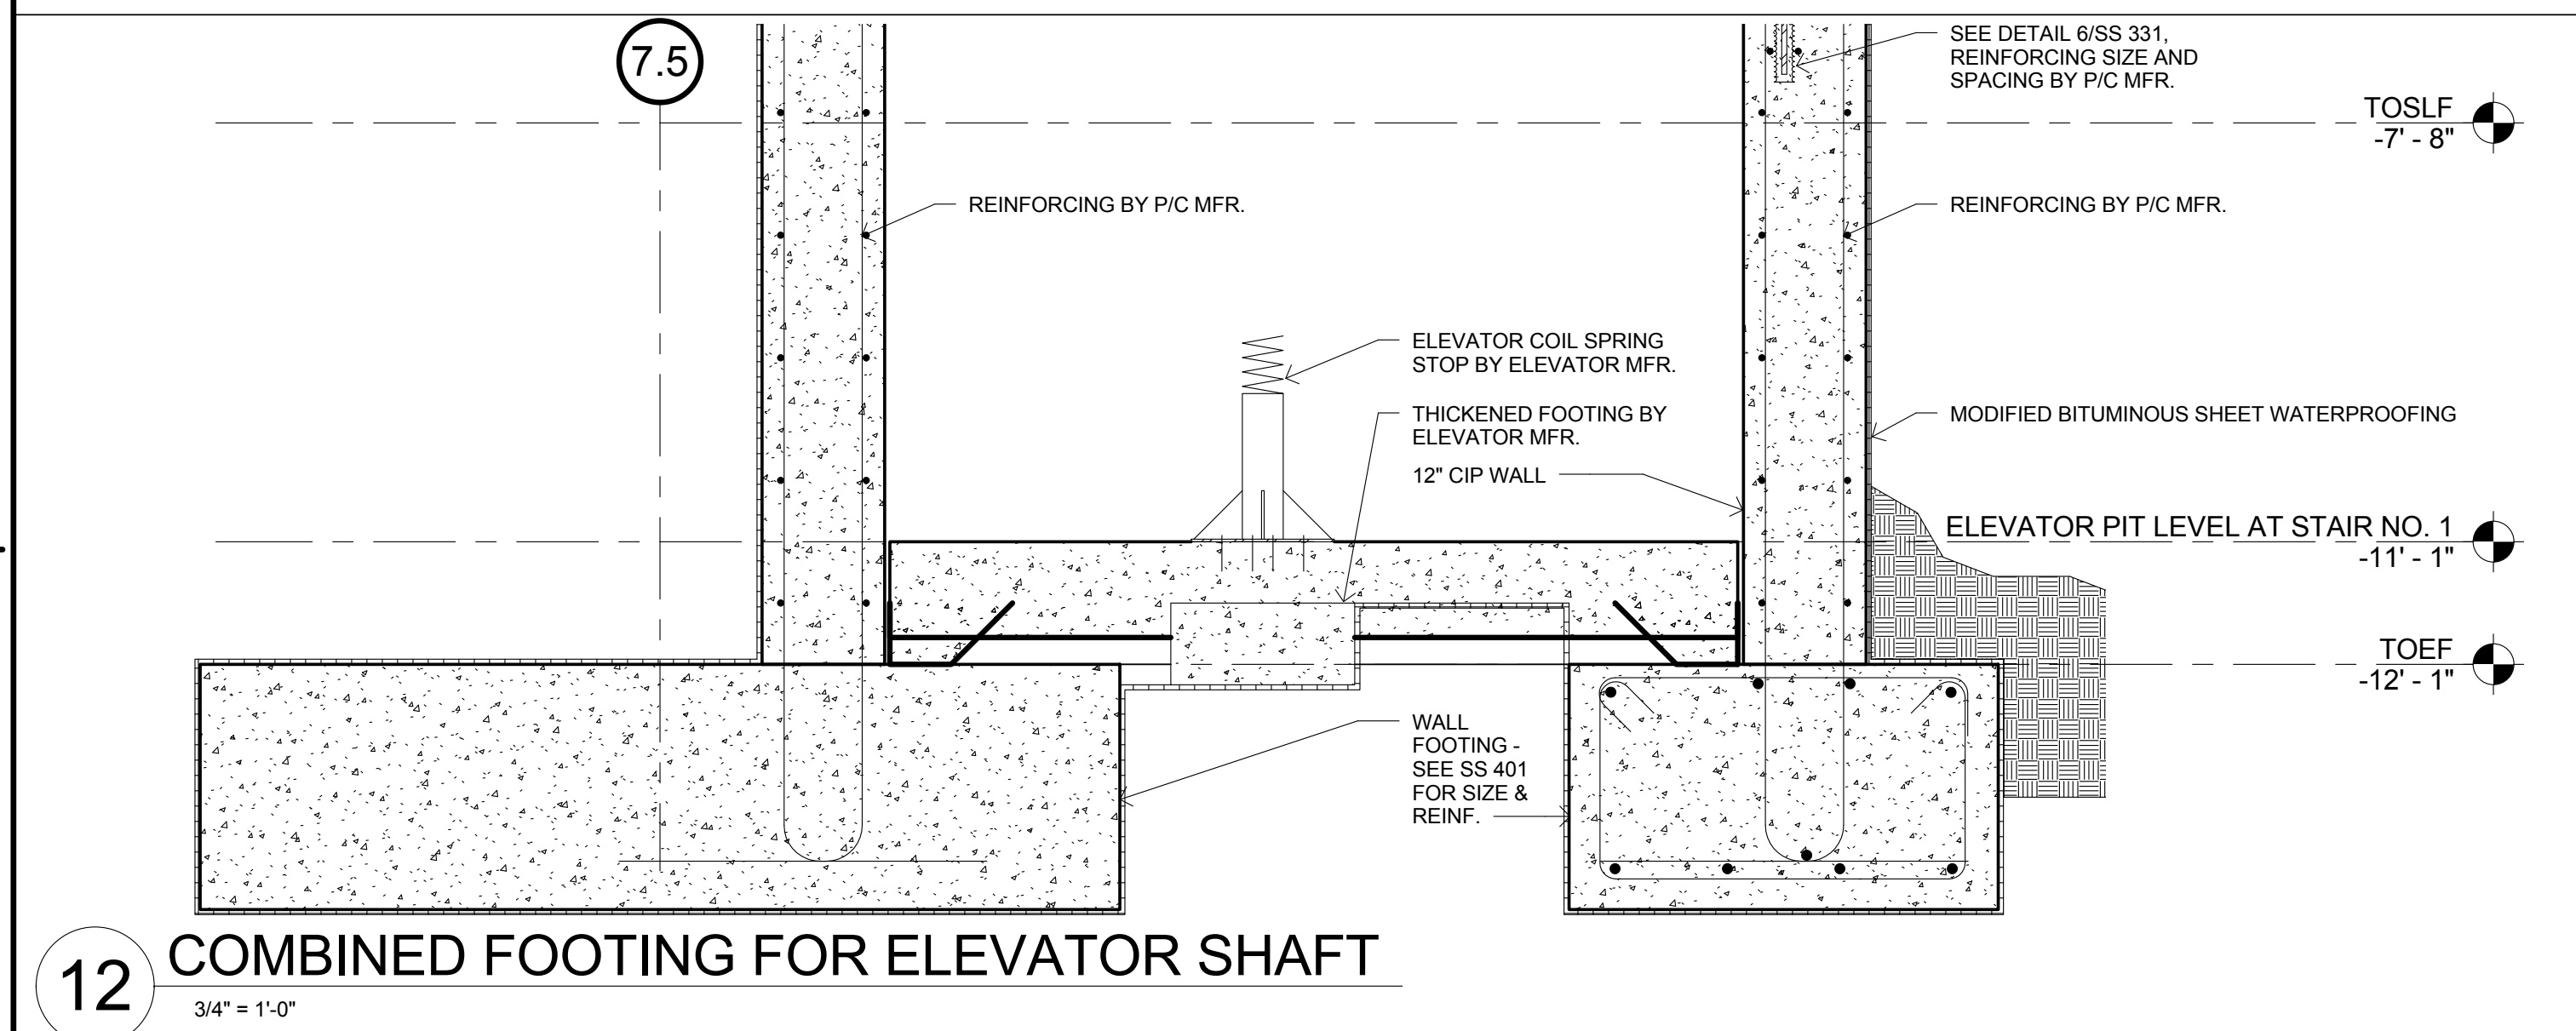 7.5
SEE DETAIL 6/SS 331,
REINFORCING SIZE AND
SPACING BY P/C MFR.
TOSLF
-7' - 8"
REINFORCING BY P/C MFR.
REINFORCING BY P/C MFR.
ELEVATOR COIL SPRING
STOP BY ELEVATOR MFR.
THICKENED FOOTING BY
ELEVATOR MFR.
MODIFIED BITUMINOUS SHEET WATERPROOFING
12" CIP WALL
ELEVATOR PIT LEVEL AT STAIR NO. 1
-11' - 1"
TOEF
-12' - 1"
WALL
FOOTING -
SEE SS 401
FOR SIZE &
REINF.
12
COMBINED FOOTING FOR ELEVATOR SHAFT
3/4" = 1'-0"